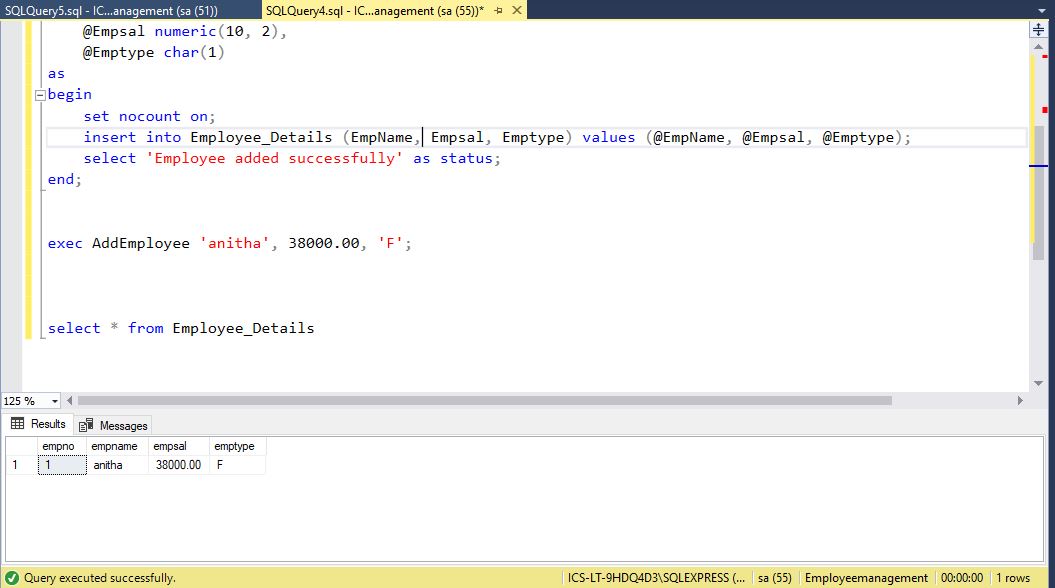 SQLQuery5.sql - IC...anagement (sa (51))
SQLQuery4.sql - IC...anagement (sa (55))*
@Empsal numeric(10, 2),
@Emptype char(1)
as
begin
set nocount on;
insert into Employee_Details (EmpName, Empsal, Emptype) values (@EmpName, @Empsal, @Emptype);
select 'Employee added successfully' as status;
end;
exec AddEmployee 'anitha', 38000.00, 'F';
select * from Employee_Details
125 %
Results Messages
empno empname empsal emptype
1 1 anitha 38000.00 F
Query executed successfully. ICS-LT-9HDQ4D3\SQLEXPRESS (... sa (55) Employeemanagement 00:00:00 1 rows